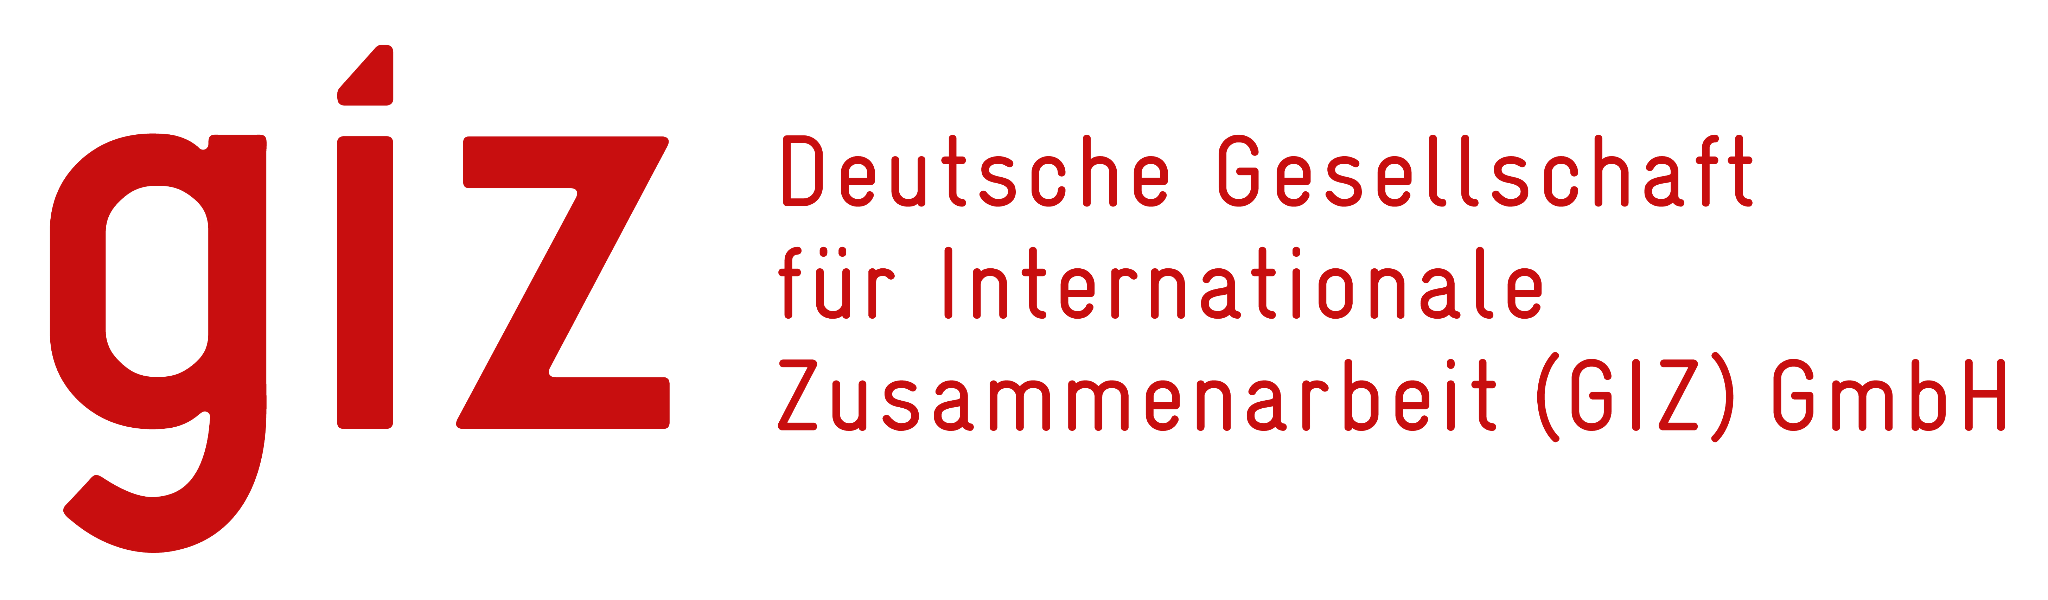 giz
Deutsche Gesellschaft
für Internationale
Zusammenarbeit (GIZ) GmbH